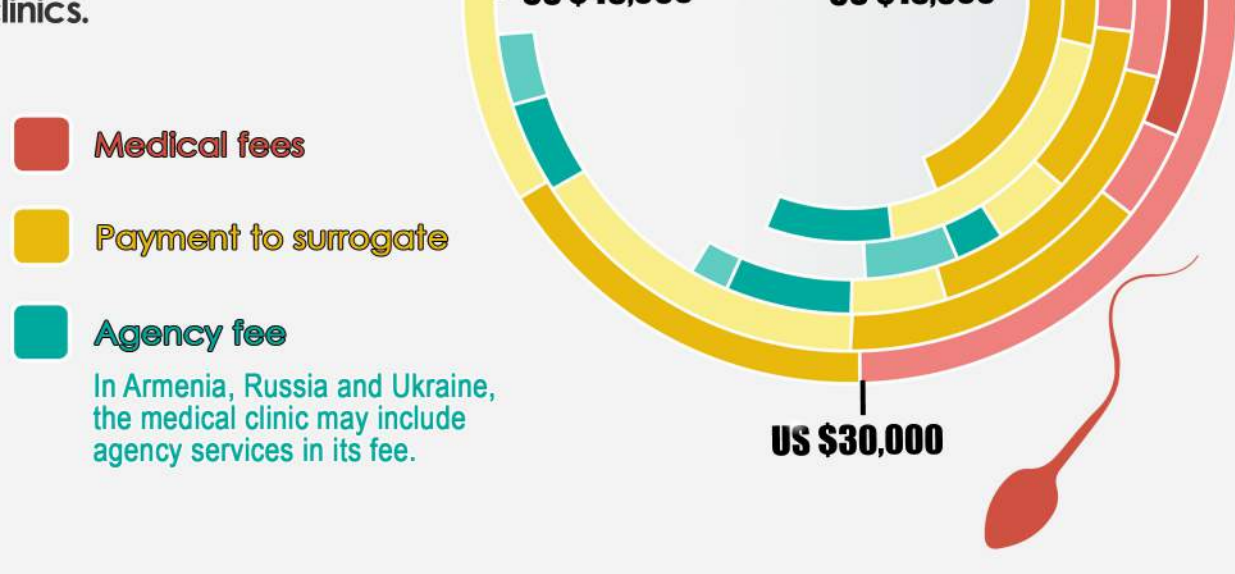 Medical fees
Payment to surrogate
Agency fee
In Armenia, Russia and Ukraine,
the medical clinic may include
agency services in its fee.
US $30,000